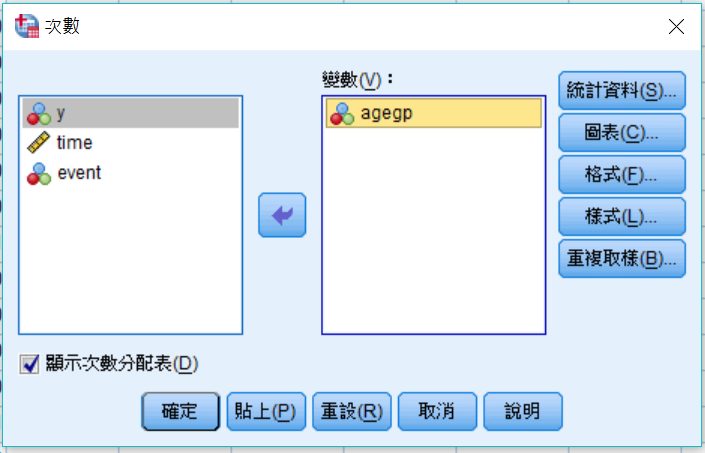 次數
變數(V)：
y
time
event
agegp
統計資料(S)...
圖表(C)...
格式(F)...
樣式(L)...
重複取樣(B)...
顯示次數分配表(D)
確定
貼上(P)
重設(R)
取消
說明